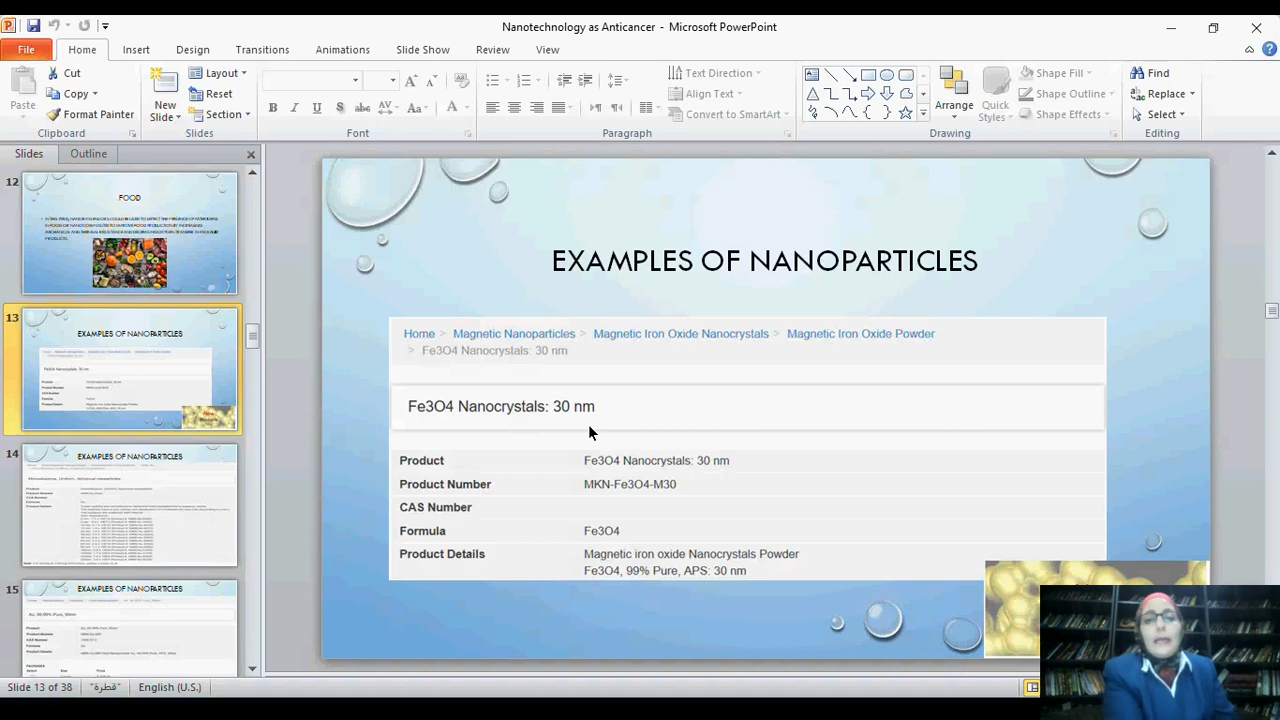 Nanotechnology as Anticancer - Microsoft PowerPoint
File Home Insert Design Transitions Animations Slide Show Review View
Paste
Cut
Copy
Format Painter
Clipboard
New Slide
Layout
Reset
Section
Slides
Font
Text Direction
Align Text
Convert to SmartArt
Paragraph
Arrange
Quick Styles
Shape Fill
Shape Outline
Shape Effects
Drawing
Find
Replace
Select
Editing
Slides Outline
12
FOOD
13
EXAMPLES OF NANOPARTICLES
14
EXAMPLES OF NANOPARTICLES
15
EXAMPLES OF NANOPARTICLES
Au, 99.99% Pure, 90nm
EXAMPLES OF NANOPARTICLES
Home > Magnetic Nanoparticles > Magnetic Iron Oxide Nanocrystals > Magnetic Iron Oxide Powder
> Fe3O4 Nanocrystals: 30 nm
Fe3O4 Nanocrystals: 30 nm
Product Fe3O4 Nanocrystals: 30 nm
Product Number MKN-Fe3O4-M30
CAS Number
Formula Fe3O4
Product Details Magnetic iron oxide Nanocrystals Powder
Fe3O4, 99% Pure, APS: 30 nm
Slide 13 of 38 "قطرة" English (U.S.)